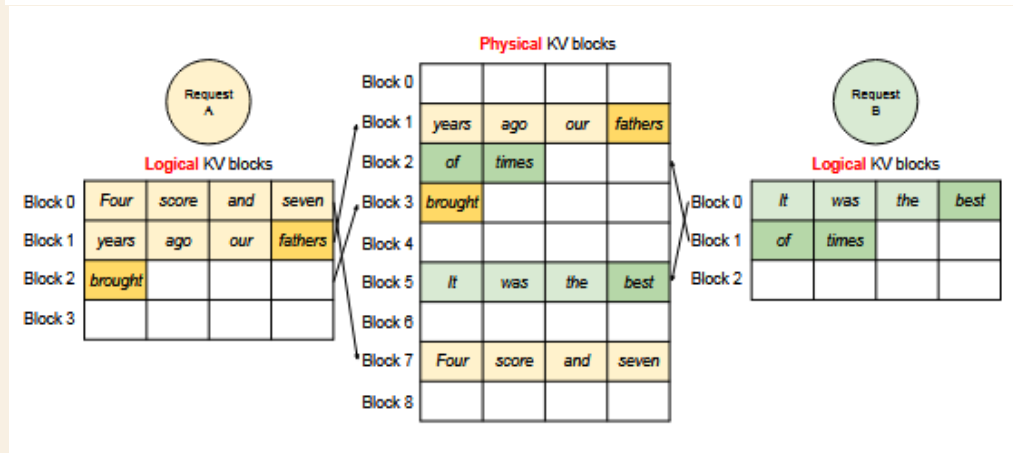 Physical KV blocks
Request
A
Logical KV blocks
Block 0 Four score and seven
Block 1 years ago our fathers
Block 2 brought
Block 3
Block 0
Block 1 years ago our fathers
Block 2 of times
Block 3 brought
Block 4
Block 5 It was the best
Block 6
Block 7 Four score and seven
Block 8
Request
B
Logical KV blocks
Block 0 It was the best
Block 1 of times
Block 2